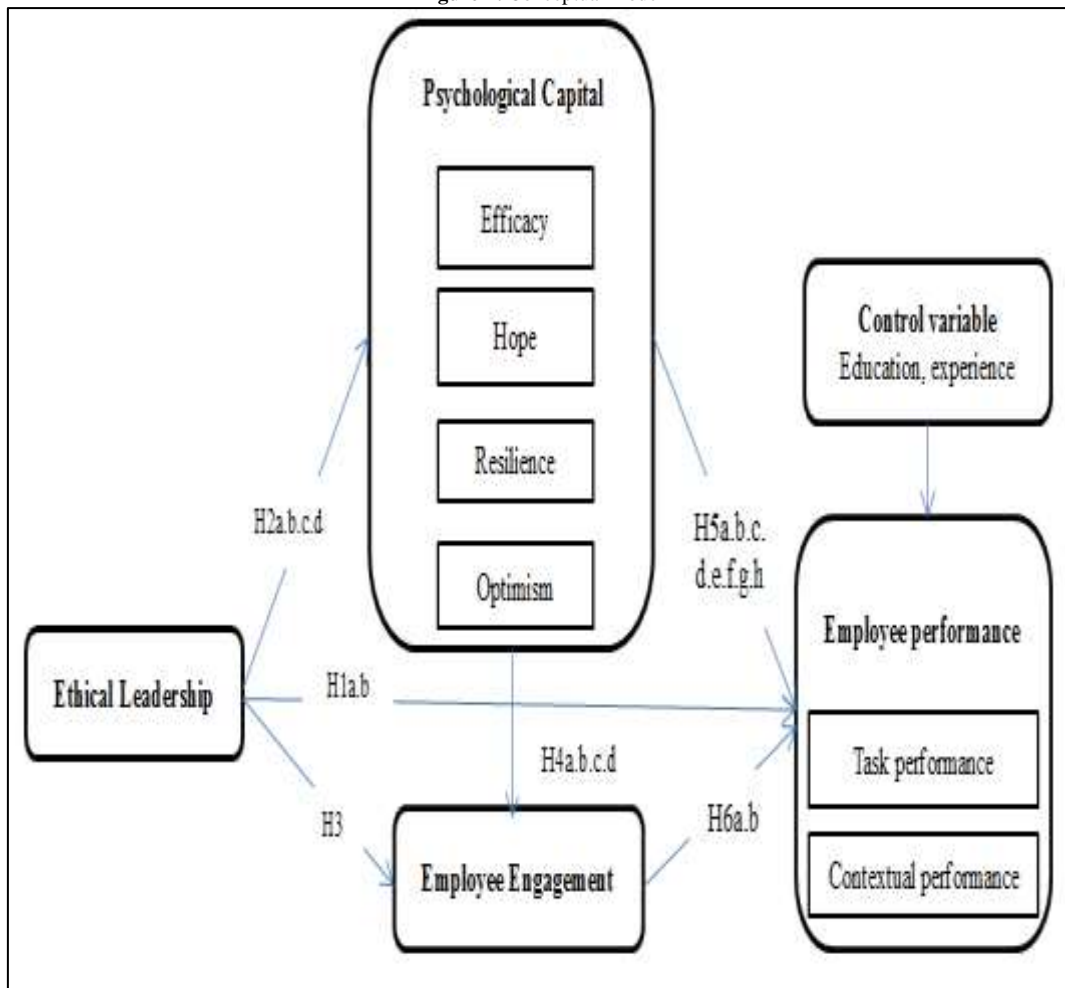 Psychological Capital
Efficacy
Hope
Resilience
Optimism
Control variable
Education, experience
H2a.b.c.d
H5a.b.c.
d.e.f.g.h
Ethical Leadership
H1a.b
Employee performance
Task performance
Contextual performance
H4a.b.c.d
H3
H6a.b
Employee Engagement